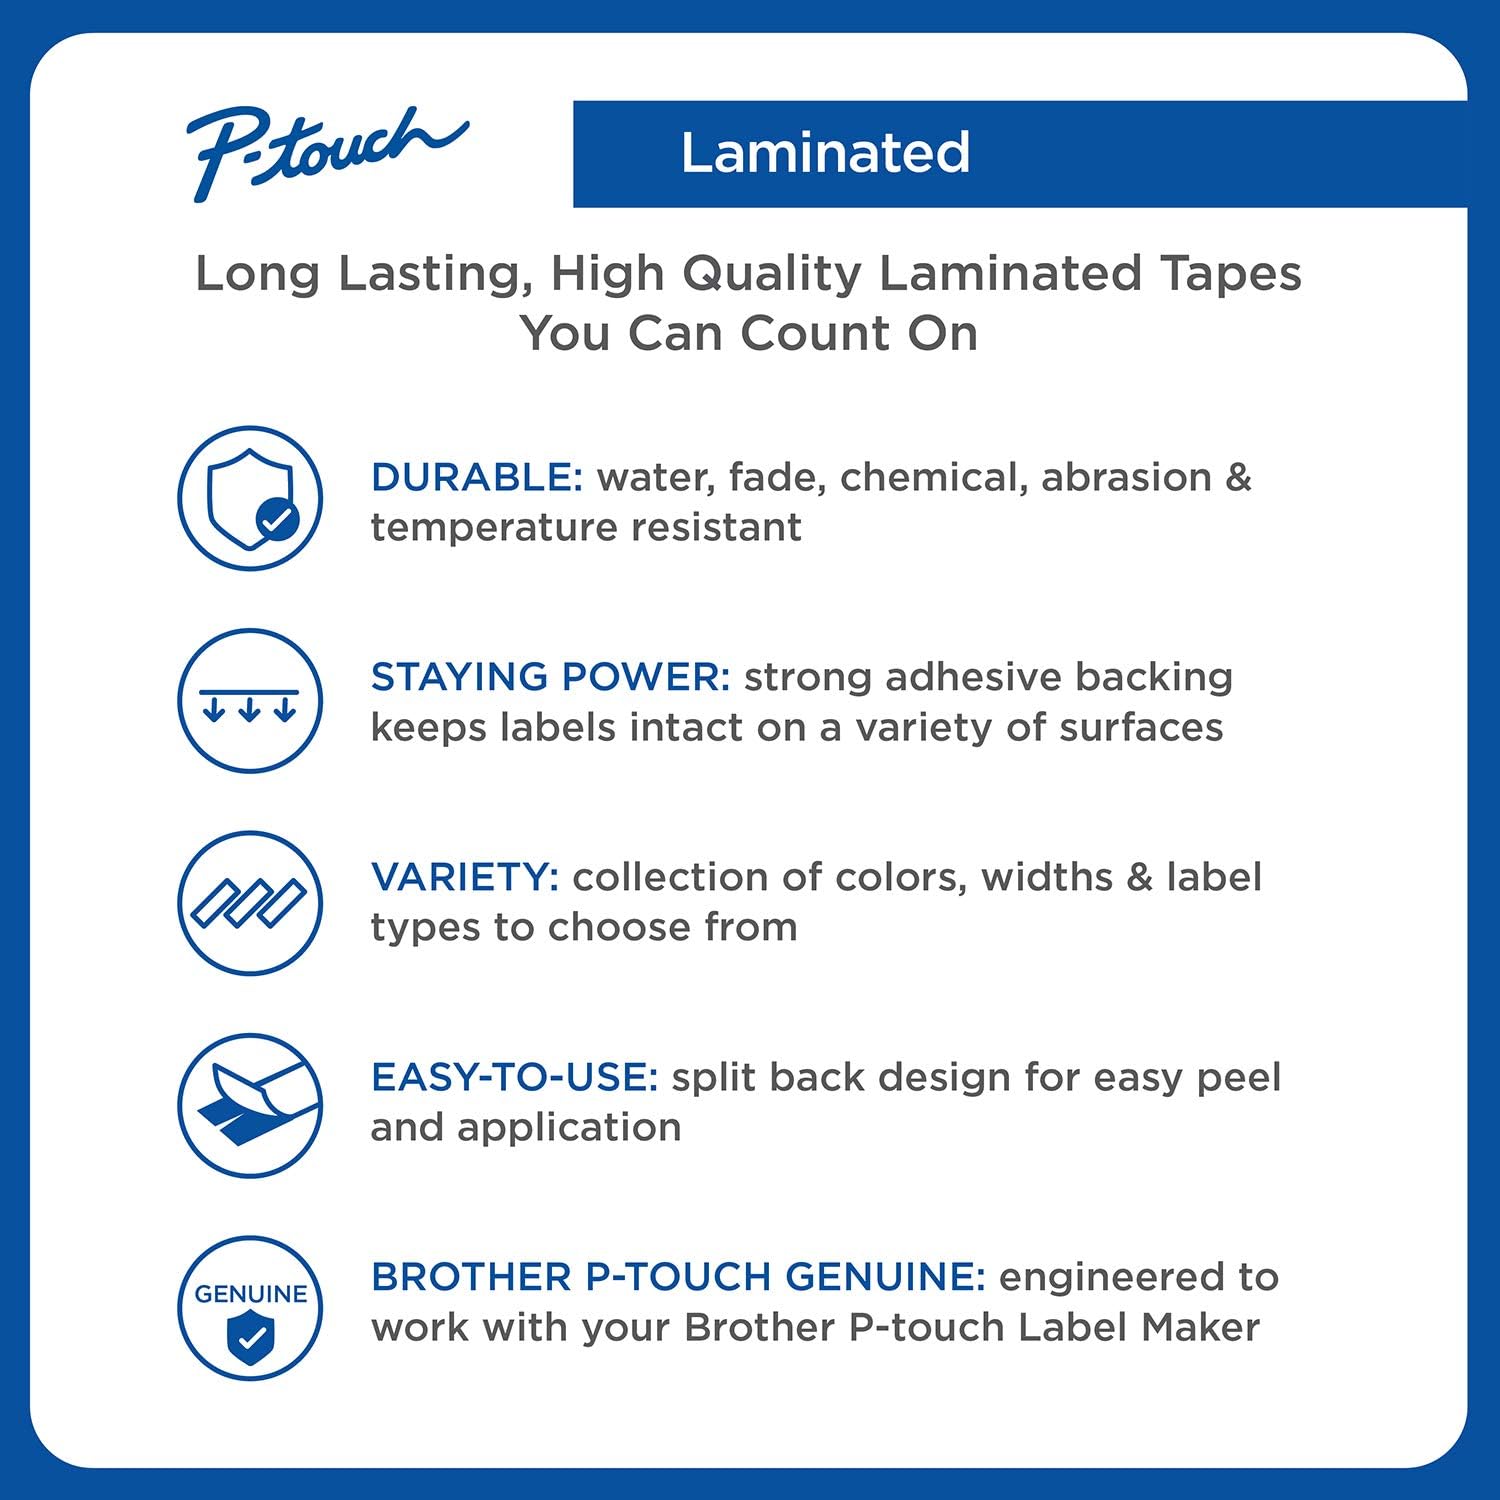 P-touch
Laminated
Long Lasting, High Quality Laminated Tapes
You Can Count On
DURABLE: water, fade, chemical, abrasion &
temperature resistant
STAYING POWER: strong adhesive backing
keeps labels intact on a variety of surfaces
VARIETY: collection of colors, widths & label
types to choose from
EASY-TO-USE: split back design for easy peel
and application
GENUINE
BROTHER P-TOUCH GENUINE: engineered to
work with your Brother P-touch Label Maker